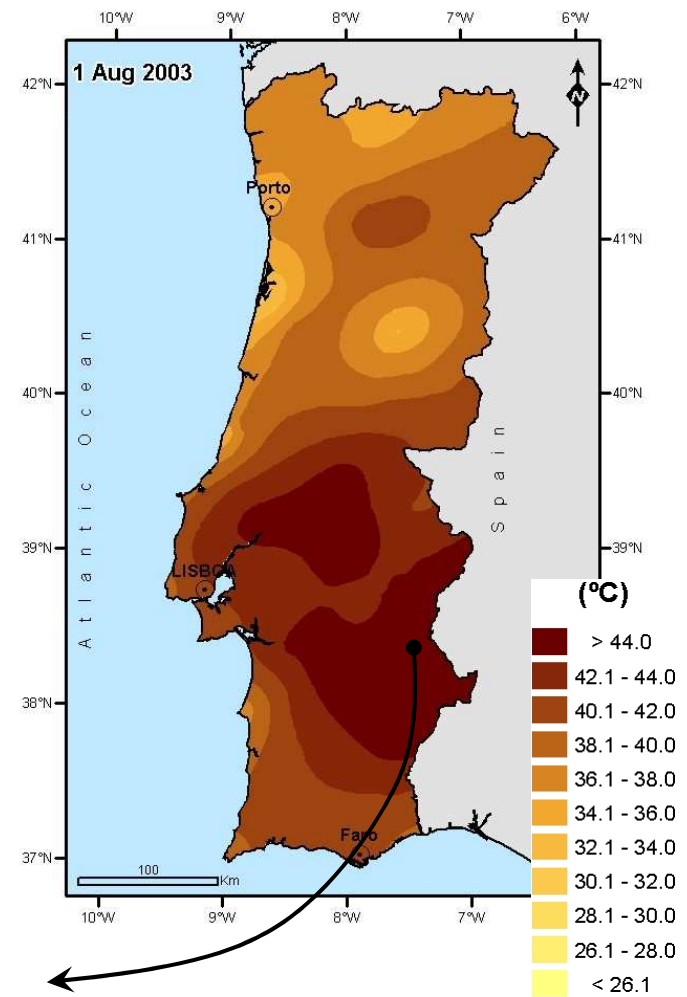 10°W 9°W 8°W 7°W 6°W
1 Aug 2003
42°N 42°N
N
Porto
41°N 41°N
Atlantic Ocean
40°N 40°N
Spain
39°N 39°N
LISBOA
38°N
Faro
37°N
100
Km
10°W 9°W 8°W 7°W
(ºC)
> 44.0
42.1 - 44.0
40.1 - 42.0
38.1 - 40.0
36.1 - 38.0
34.1 - 36.0
32.1 - 34.0
30.1 - 32.0
28.1 - 30.0
26.1 - 28.0
< 26.1